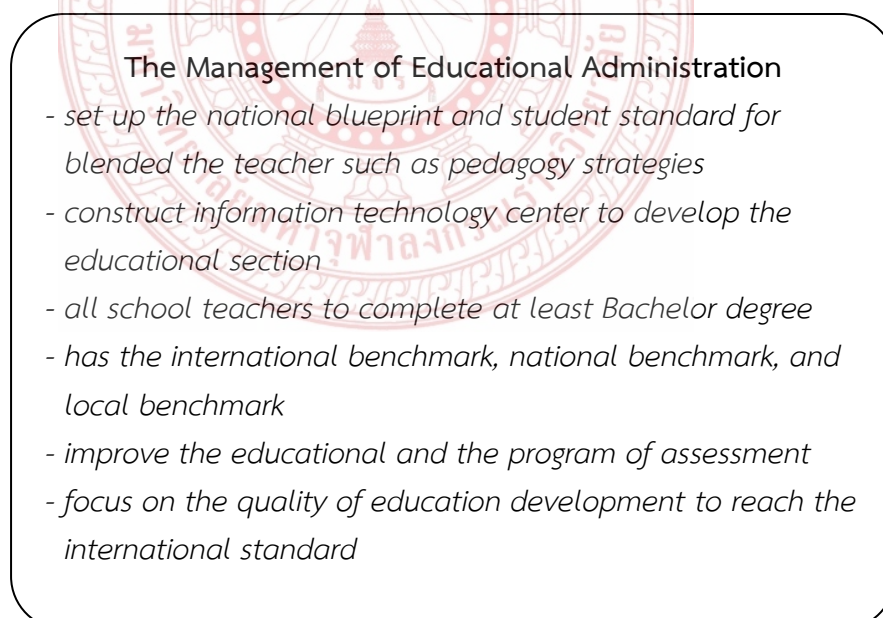 The Management of Educational Administration
- set up the national blueprint and student standard for
blended the teacher such as pedagogy strategies
- construct information technology center to develop the
educational section
- all school teachers to complete at least Bachelor degree
- has the international benchmark, national benchmark, and
local benchmark
- improve the educational and the program of assessment
- focus on the quality of education development to reach the
international standard